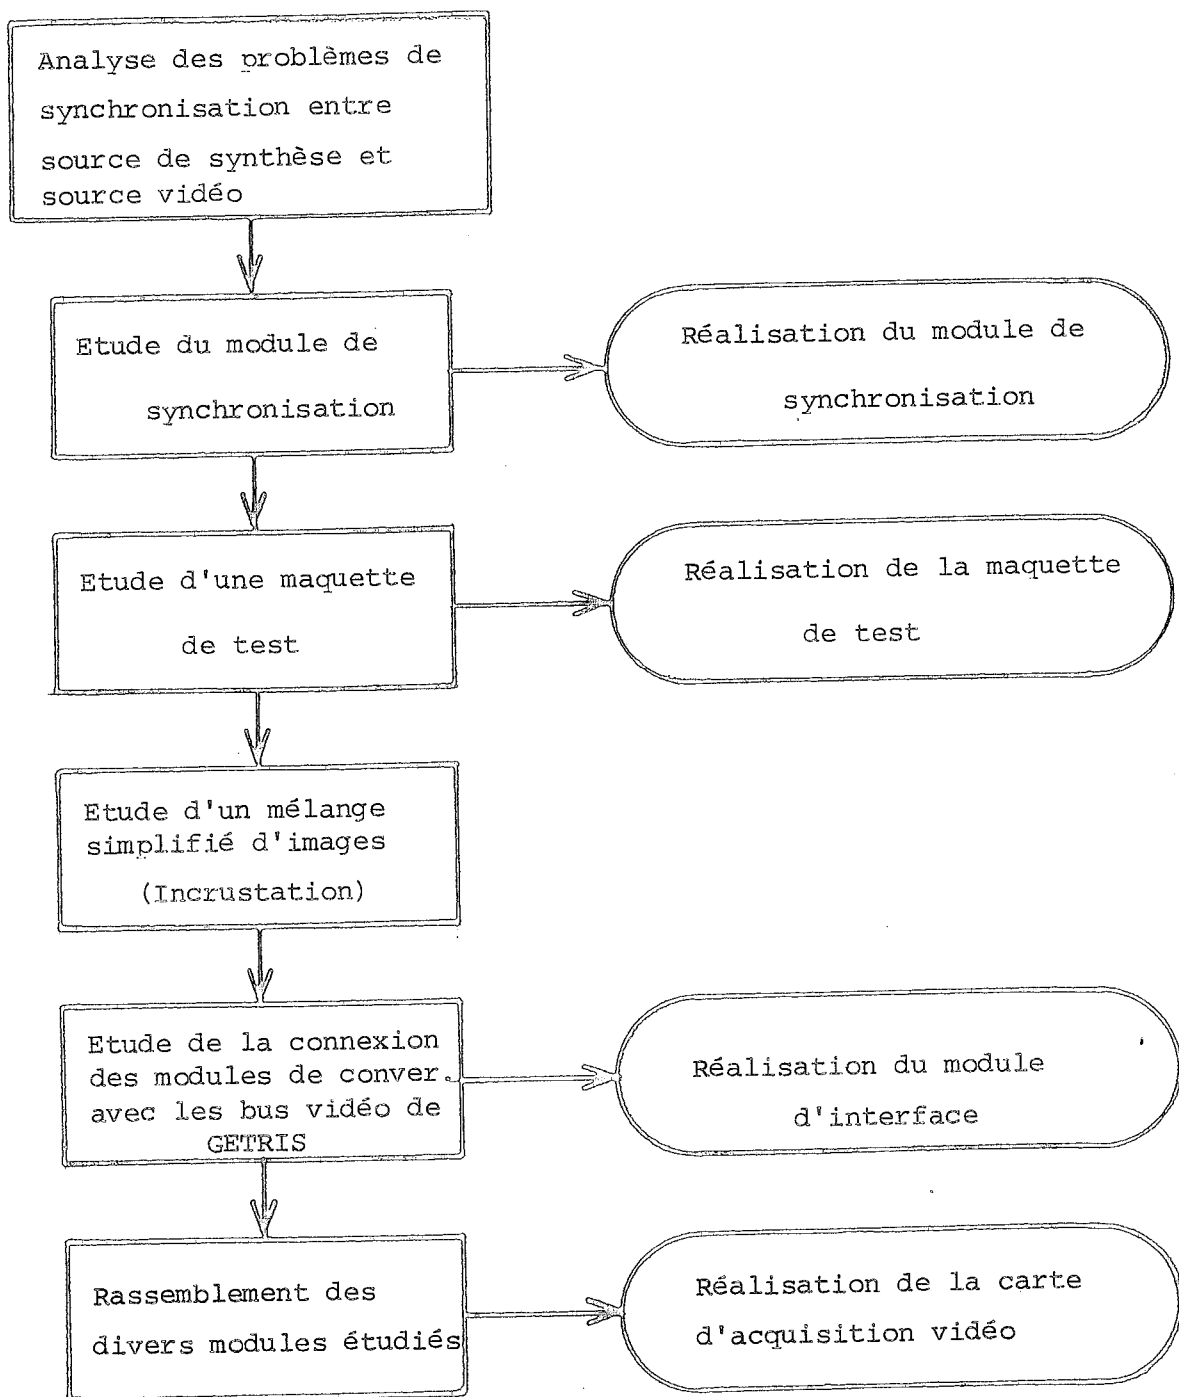 Analyse des problèmes de
synchronisation entre
source de synthèse et
source vidéo
Etude du module de
synchronisation
Réalisation du module de
synchronisation
Etude d'une maquette
de test
Réalisation de la maquette
de test
Etude d'un mélange
simplifié d'images
(Incrustation)
Etude de la connexion
des modules de conver.
avec les bus vidéo de
GETRIS
Réalisation du module
d'interface
Rassemblement des
divers modules étudiés
Réalisation de la carte
d'acquisition vidéo